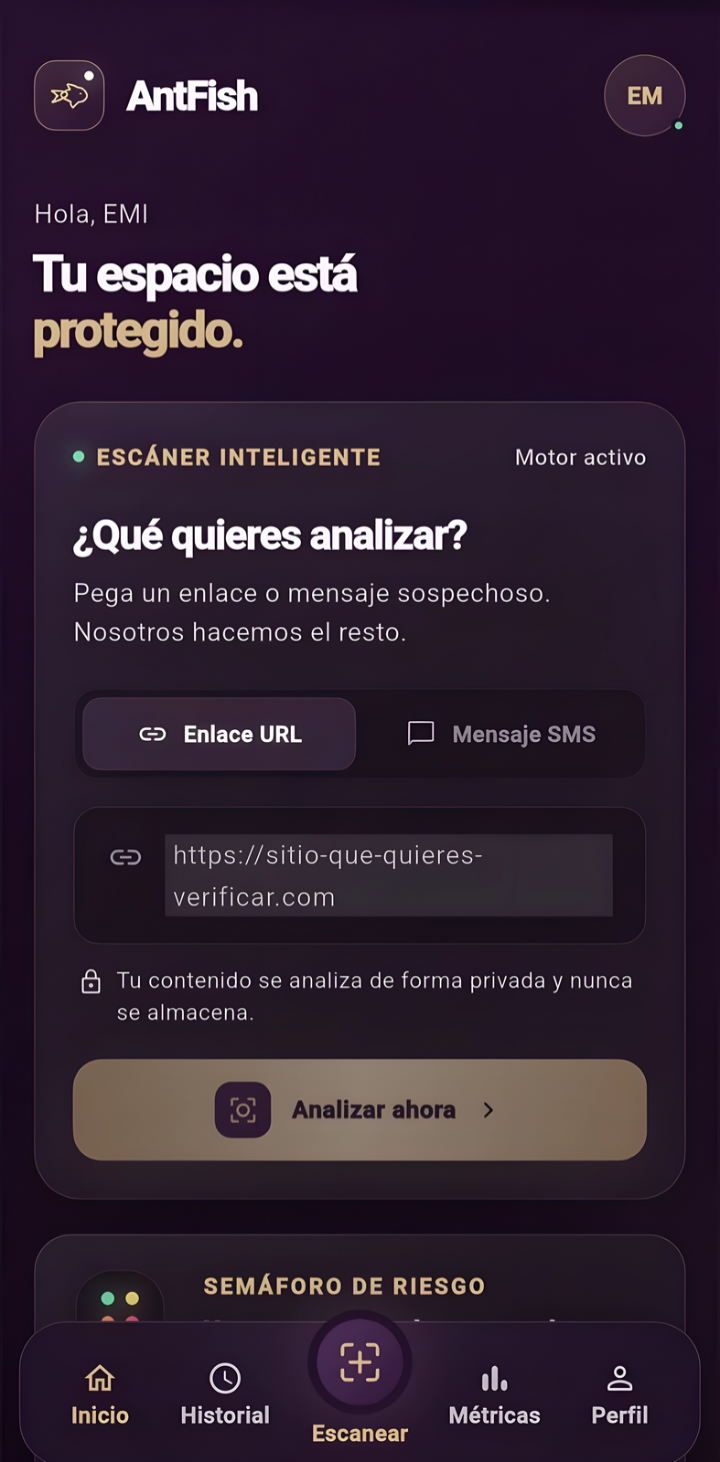 AntFish
EM
Hola, EMI
Tu espacio está
protegido.
ESCÁNER INTELIGENTE
Motor activo
¿Qué quieres analizar?
Pega un enlace o mensaje sospechoso.
Nosotros hacemos el resto.
Enlace URL
Mensaje SMS
https://sitio-que-quieres-
verificar.com
Tu contenido se analiza de forma privada y nunca
se almacena.
Analizar ahora
SEMÁFORO DE RIESGO
Inicio
Historial
Escanear
Métricas
Perfil